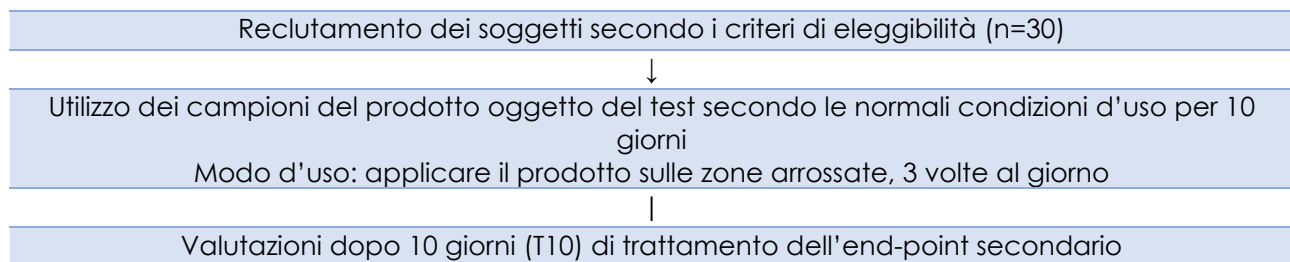 Reclutamento dei soggetti secondo i criteri di eleggibilità (n=30)
↓
Utilizzo dei campioni del prodotto oggetto del test secondo le normali condizioni d’uso per 10
giorni
Modo d’uso: applicare il prodotto sulle zone arrossate, 3 volte al giorno
|
Valutazioni dopo 10 giorni (T10) di trattamento dell’end-point secondario